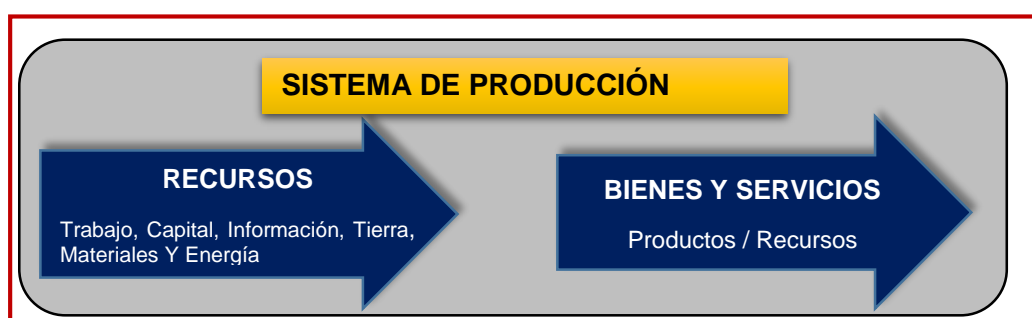 SISTEMA DE PRODUCCIÓN
RECURSOS
Trabajo, Capital, Información, Tierra,
Materiales Y Energía
BIENES Y SERVICIOS
Productos / Recursos